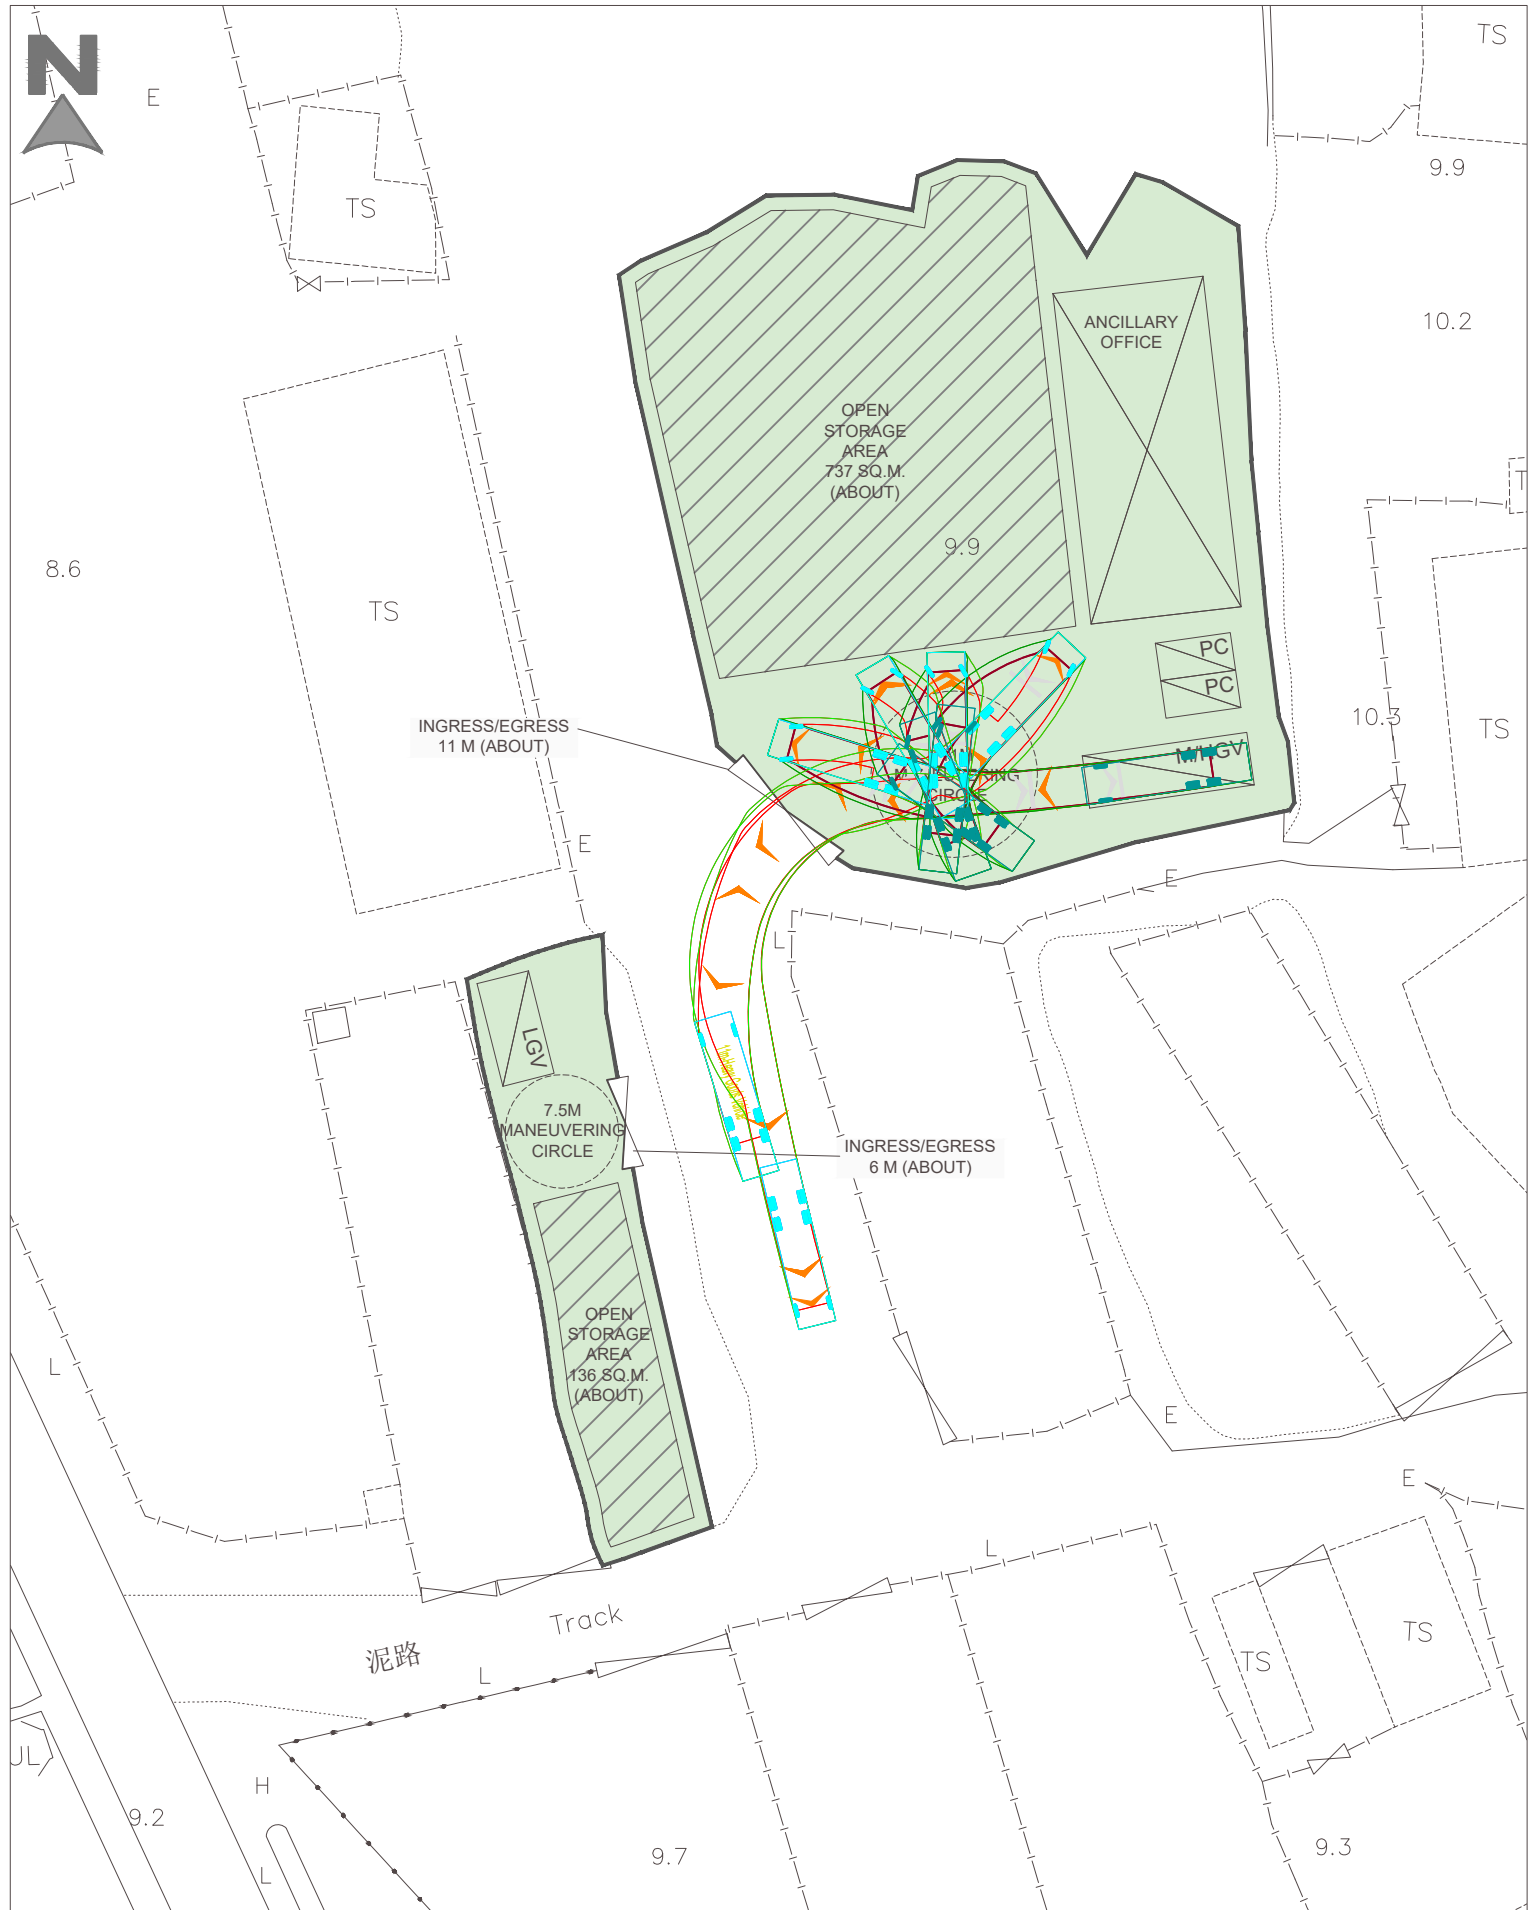 N
E
TS
TS
9.9
ANCILLARY
OFFICE
10.2
OPEN
STORAGE
AREA
737 SQ.M.
(ABOUT)
9.9
8.6
TS
PC
PC
10.3
TS
INGRESS/EGRESS
11 M (ABOUT)
M/HGV
CIRCLE
E
E
L
LGV
7.5M
MANEUVERING
CIRCLE
INGRESS/EGRESS
6 M (ABOUT)
OPEN
STORAGE
AREA
136 SQ.M.
(ABOUT)
L
E
E
L
Track
泥路
L
TS
TS
H
9.2
L
9.7
9.3